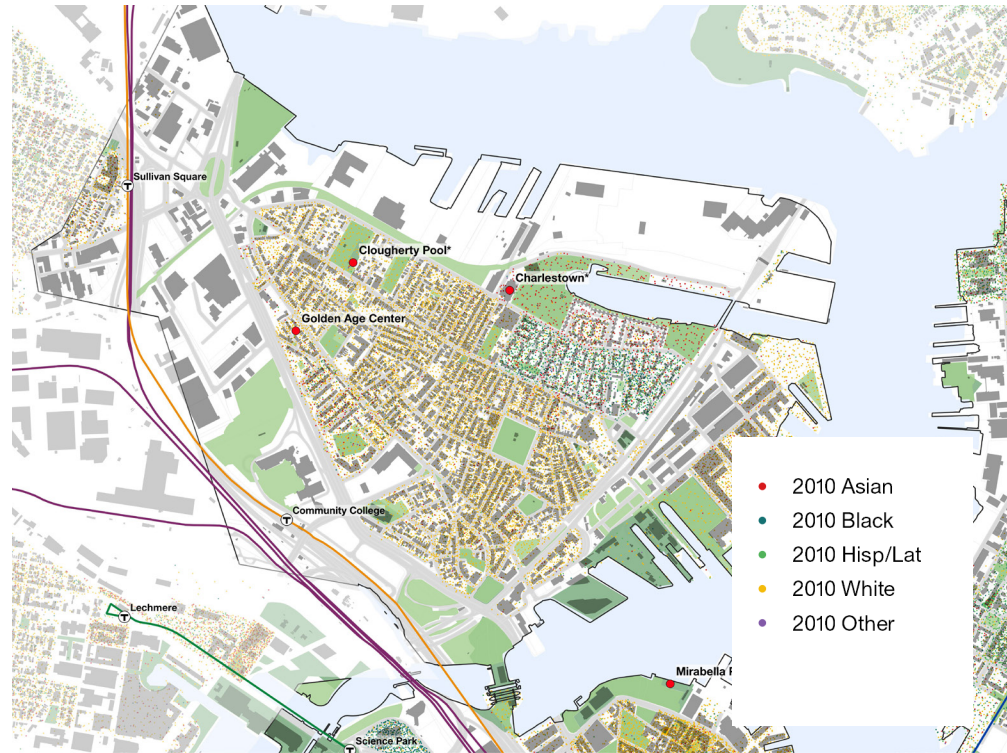 Sullivan Square
Clougherty Pool*
Charlestown*
Golden Age Center
Community College
Lechmere
Mirabella
Science Park
2010 Asian
2010 Black
2010 Hisp/Lat
2010 White
2010 Other